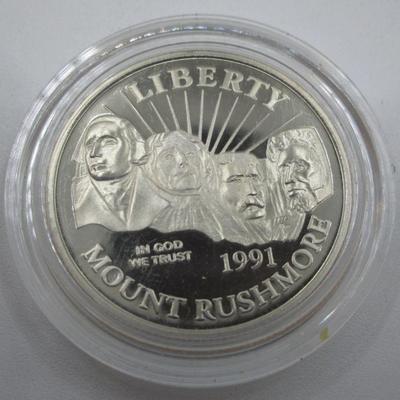 LIBERTY
IN GOD
WE TRUST
1991
MOUNT RUSHMORE